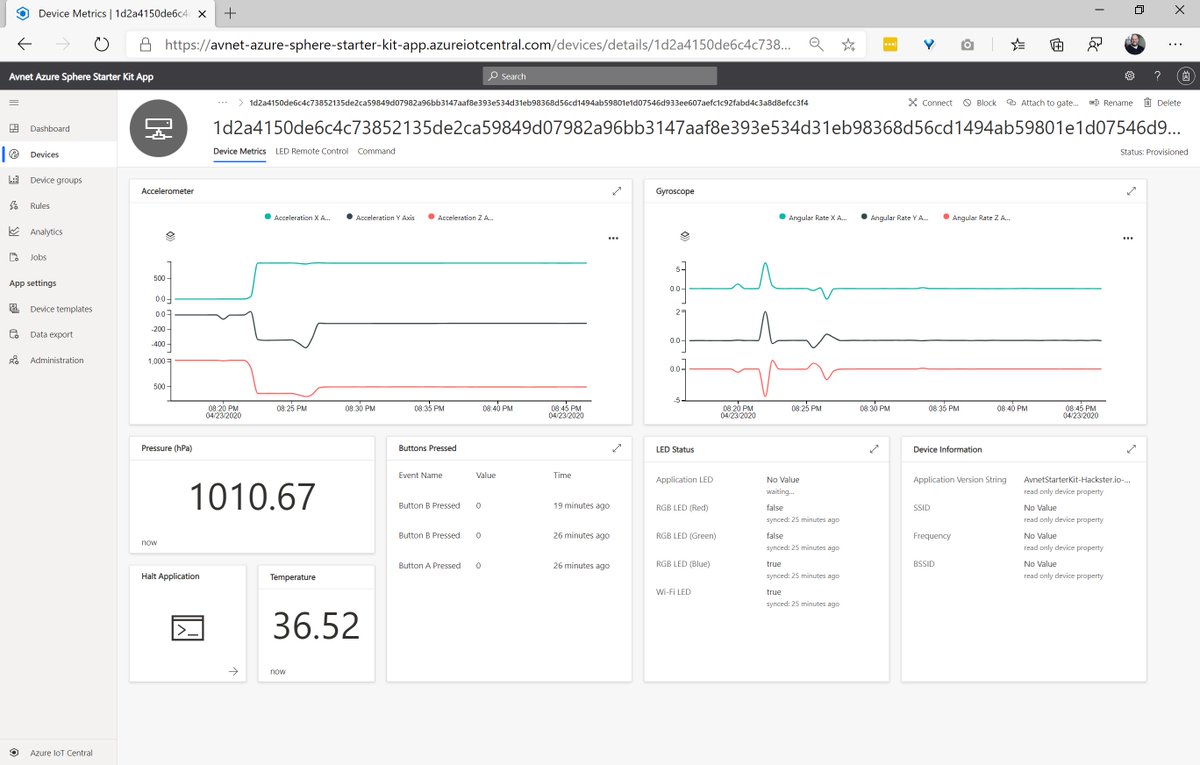 Device Metrics | 1d2a4150de6c4
https://avnet-azure-sphere-starter-kit-app.azureiotcentral.com/devices/details/1d2a4150de6c4c738...
Avnet Azure Sphere Starter Kit App
Search
Dashboard
Devices
Device groups
Rules
Analytics
Jobs
App settings
Device templates
Data export
Administration
Azure IoT Central
... > 1d2a4150de6c4c73852135de2ca59849d07982a96bb3147aaf8e393e534d31eb98368d56cd1494ab59801e1d07546d933ee607aefc1c92fabd4c3a8d8efcc3f4
Connect Block Attach to gate... Rename Delete
1d2a4150de6c4c73852135de2ca59849d07982a96bb3147aaf8e393e534d31eb98368d56cd1494ab59801e1d07546d9...
Device Metrics LED Remote Control Command
Status: Provisioned
Accelerometer
Acceleration X A... Acceleration Y Axis Acceleration Z A...
500
0.0
0.0
-200
-400
1,000
500
08:20 PM 08:25 PM 08:30 PM 08:35 PM 08:40 PM 08:45 PM
04/23/2020 04/23/2020
Gyroscope
Angular Rate X A... Angular Rate Y A... Angular Rate Z A...
5
0.0
2
0.0
0.0
-5
08:20 PM 08:25 PM 08:30 PM 08:35 PM 08:40 PM 08:45 PM
04/23/2020 04/23/2020
Pressure (hPa)
1010.67
now
Halt Application
Temperature
36.52
now
Buttons Pressed
Event Name Value Time
Button B Pressed 0 19 minutes ago
Button B Pressed 0 26 minutes ago
Button A Pressed 0 26 minutes ago
LED Status
Application LED No Value
waiting...
RGB LED (Red) false
synced: 25 minutes ago
RGB LED (Green) false
synced: 25 minutes ago
RGB LED (Blue) true
synced: 25 minutes ago
Wi-Fi LED true
synced: 25 minutes ago
Device Information
Application Version String AvnetStarterKit-Hackster.io-...
read only device property
SSID No Value
read only device property
Frequency No Value
read only device property
BSSID No Value
read only device property